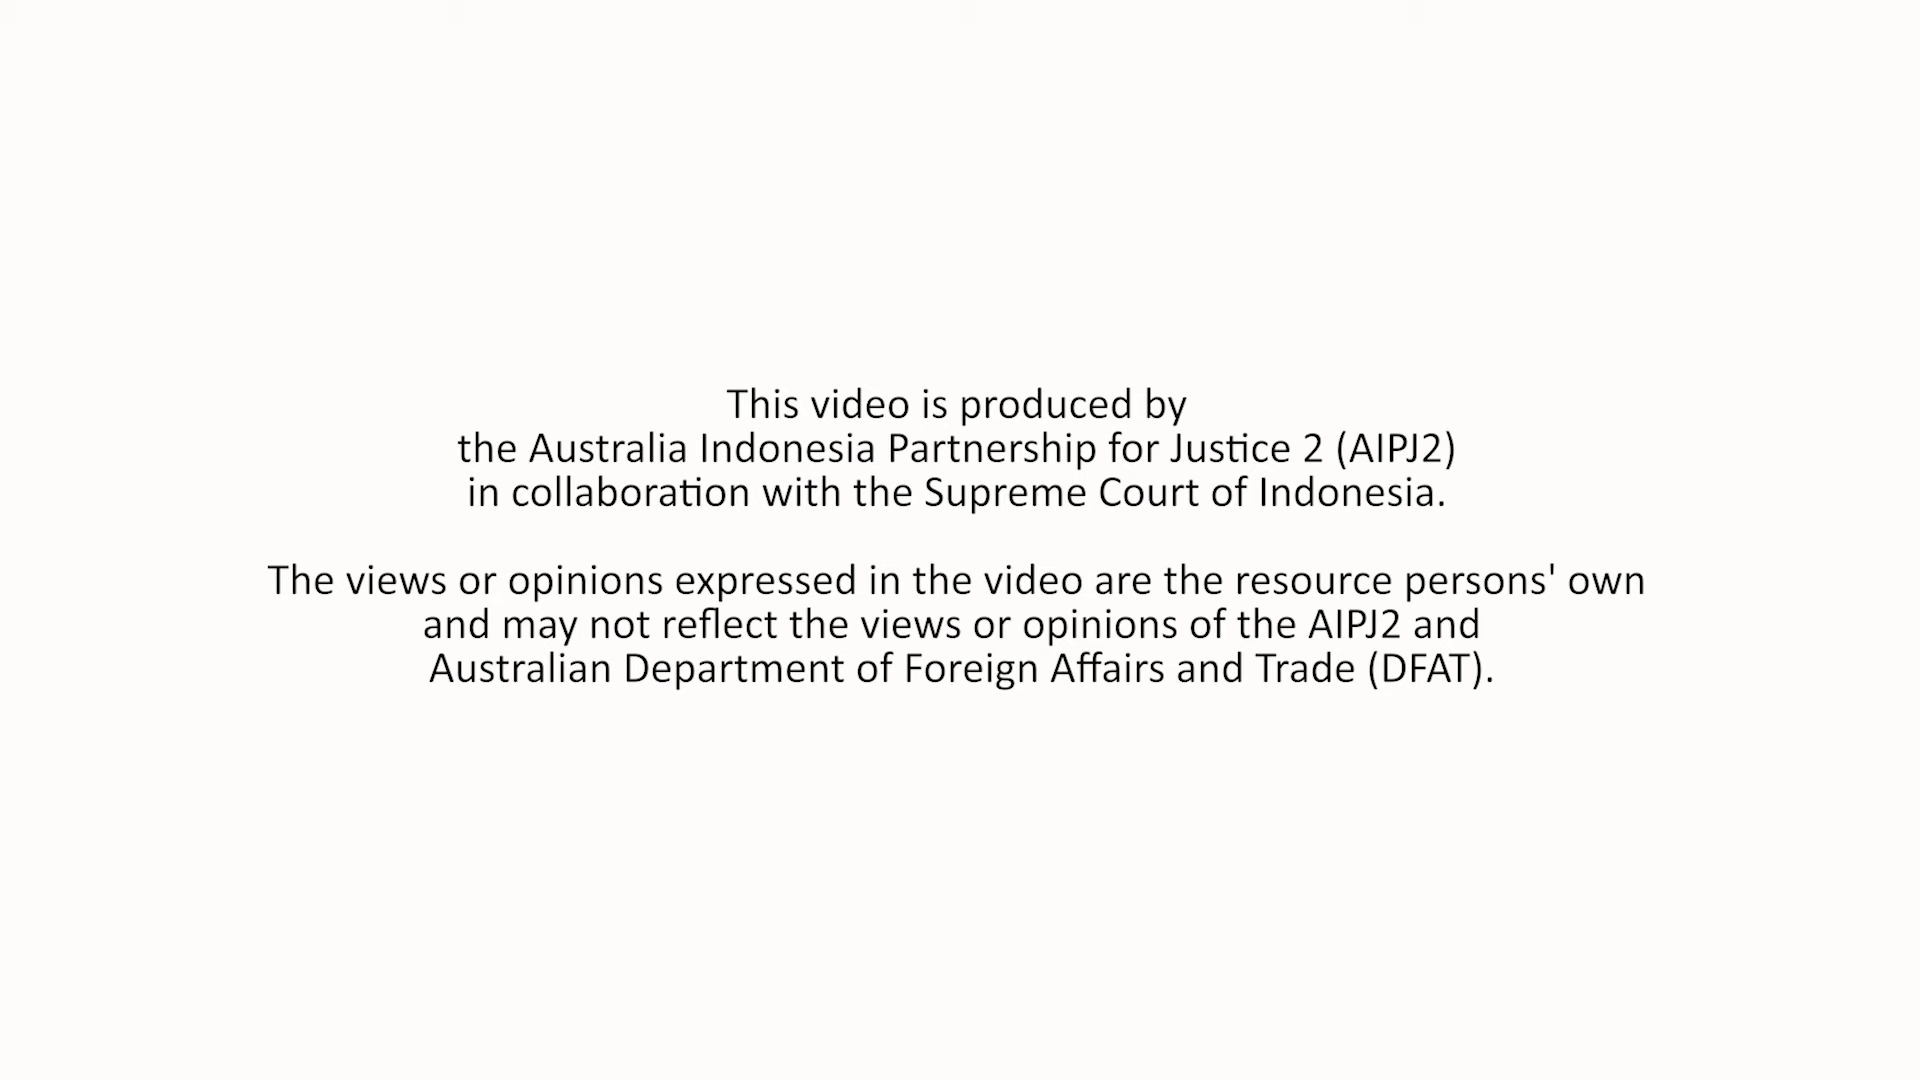 This video is produced by
the Australia Indonesia Partnership for Justice 2 (AIPJ2)
in collaboration with the Supreme Court of Indonesia.
The views or opinions expressed in the video are the resource persons' own
and may not reflect the views or opinions of the AIPJ2 and
Australian Department of Foreign Affairs and Trade (DFAT).